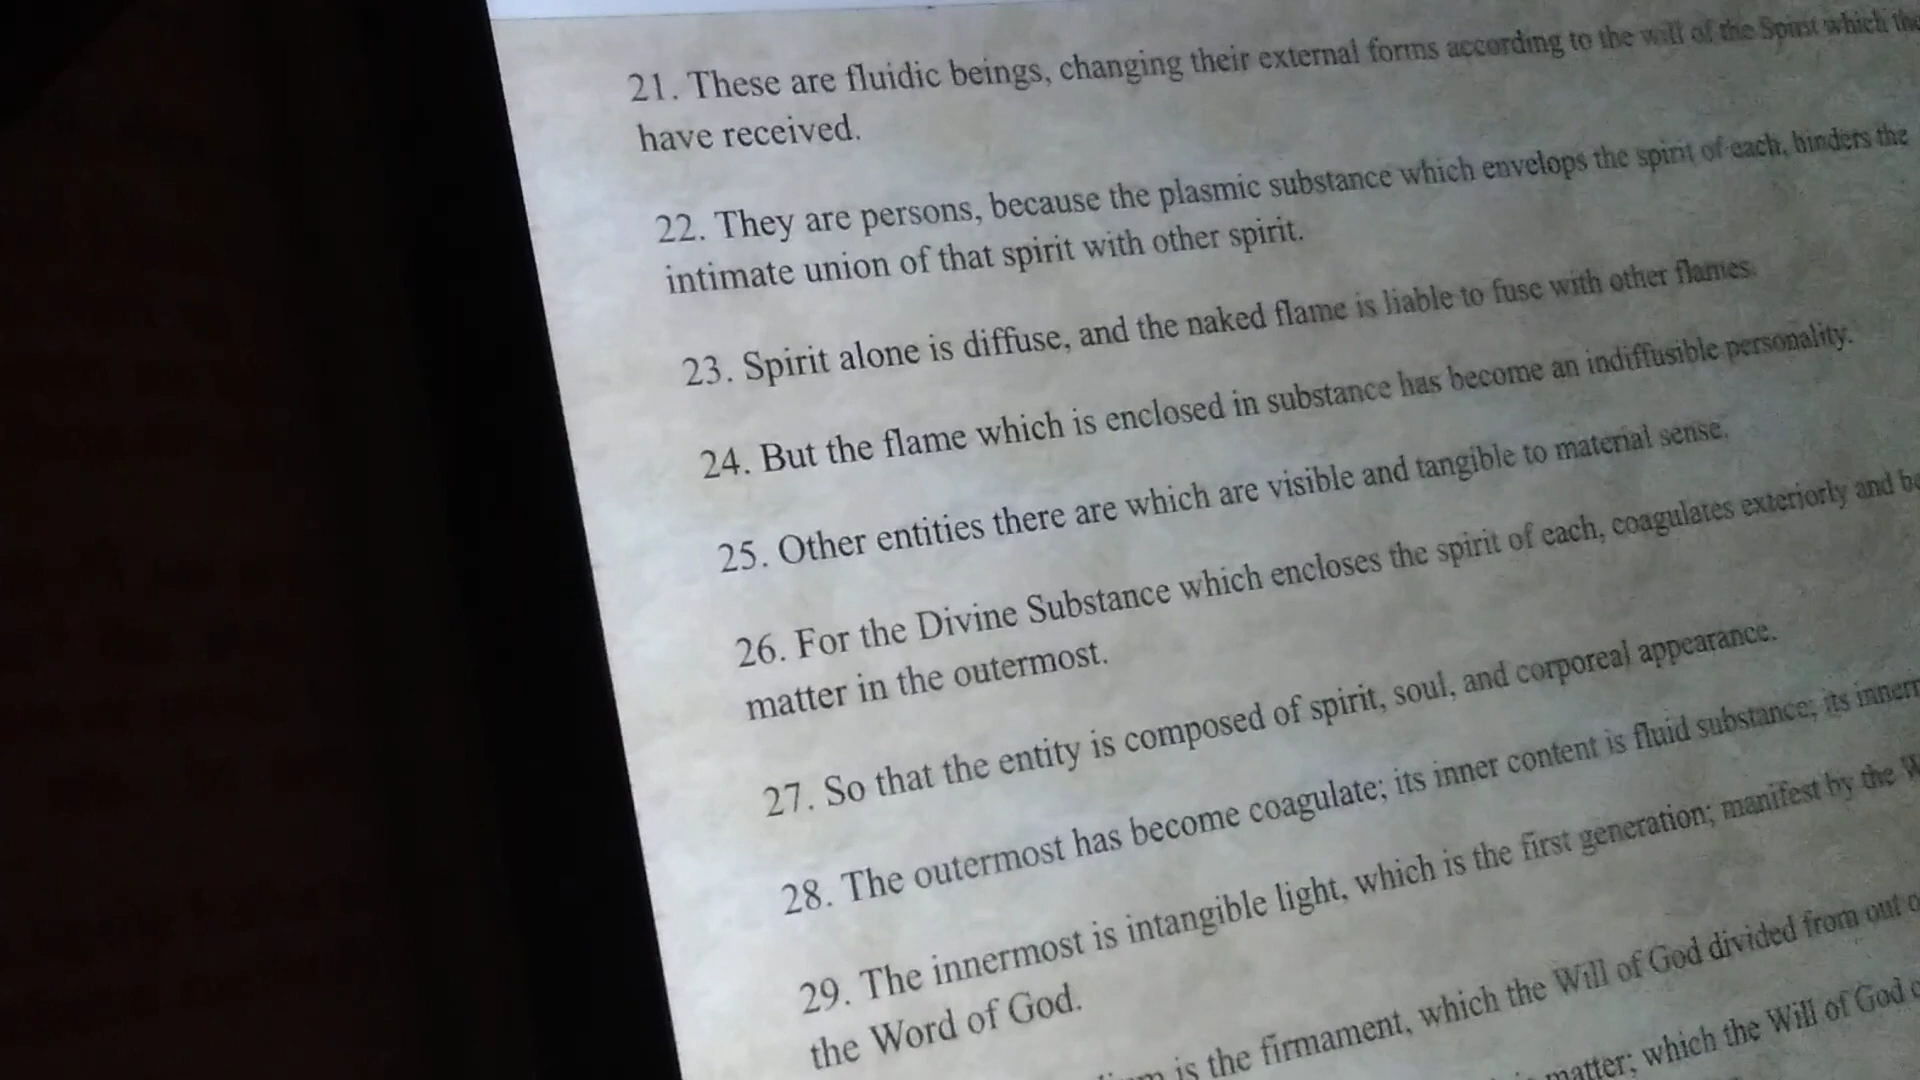 21. These are fluidic beings, changing their external forms according to the will of the Spirit which
have received.
22. They are persons, because the plasmic substance which envelops the spirit of each, hinders the
intimate union of that spirit with other spirit.
23. Spirit alone is diffuse, and the naked flame is liable to fuse with other flames.
24. But the flame which is enclosed in substance has become an indiffusible personality.
25. Other entities there are which are visible and tangible to material sense.
26. For the Divine Substance which encloses the spirit of each, coagulates exteriorly and
matter in the outermost.
27. So that the entity is composed of spirit, soul, and corporeal appearance.
28. The outermost has become coagulate; its inner content is fluid substance; its
29. The innermost is intangible light, which is the first generation; manifest by the
the Word of God.
is the firmament, which the Will of God divided from out
matter; which the Will of God